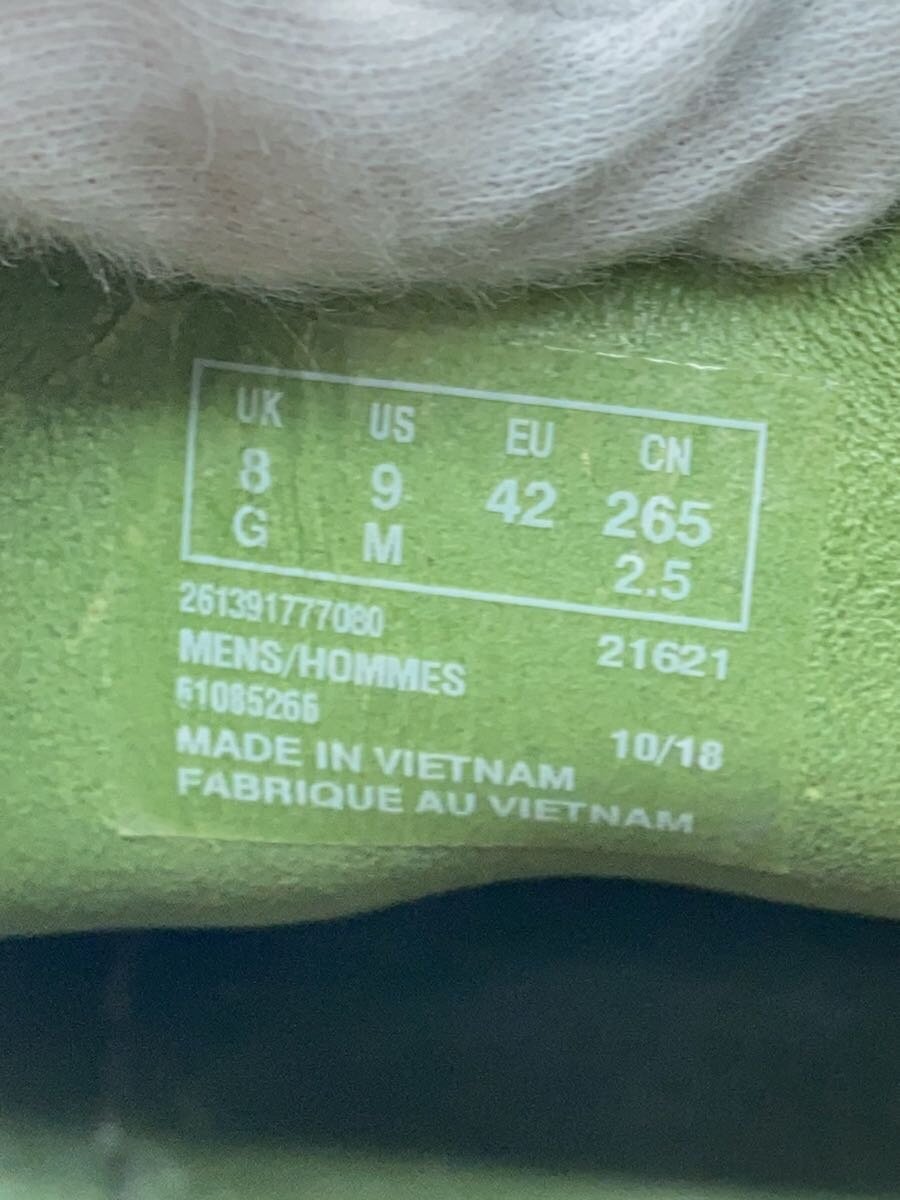 UK US EU CN
8 9 42 265
G M 2.5
261391777080
MENS/HOMMES 21621
61085266
MADE IN VIETNAM 10/18
FABRIQUE AU VIETNAM